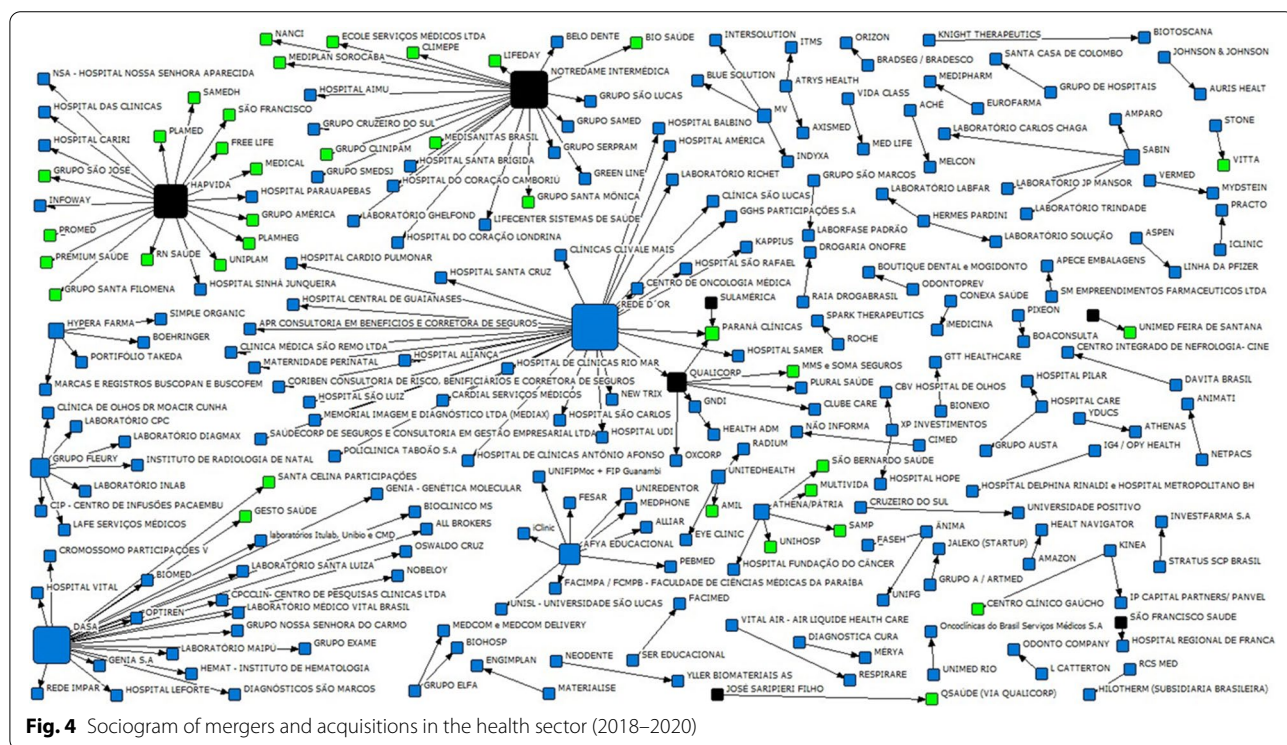 NANCI
ECOLE SERVIÇOS MÉDICOS LTDA
CLIMEPE
MEDIPLAN SOROCABA
LIFEDAY
BELO DENTE
BIO SAÚDE
INTERSOLUTION
ITMS
ORIZON
BRADSEG / BRADESCO
KNIGHT THERAPEUTICS
BIOTOSCANA
SANTA CASA DE COLOMBO
JOHNSON & JOHNSON
NSA - HOSPITAL NOSSA SENHORA APARECIDA
NOTREDAME INTERMÉDICA
BLUE SOLUTION
ATRYS HEALTH
MEDIPHARM
GRUPO DE HOSPITAIS
AURIS HEALT
HOSPITAL DAS CLINICAS
SAMEDH
SÃO FRANCISCO
HOSPITAL AIMU
GRUPO SÃO LUCAS
MV
VIDA CLASS
ACHÉ
EUROFARMA
AMPARO
STONE
HOSPITAL CARIRI
PLAMED
FREE LIFE
GRUPO CRUZEIRO DO SUL
MEDISANITAS BRASIL
GRUPO SAMED
HOSPITAL BALBINO
AXISMED
MED LIFE
MELCON
LABORATÓRIO CARLOS CHAGA
SABIN
VITTA
GRUPO SÃO JOSÉ
MEDICAL
GRUPO CLINIPAM
GRUPO SMEDSJ
HOSPITAL SANTA BRIGIDA
GRUPO SERPRAM
HOSPITAL AMÉRICA
INDYXA
HAPVIDA
HOSPITAL PARAUAPEBAS
HOSPITAL DO CORAÇÃO CAMBORIÚ
GREEN LINE
LABORATÓRIO RICHET
GRUPO SÃO MARCOS
LABORATÓRIO LABFAR
LABORATÓRIO JP MANSOR
VERMED
MYDSTEIN
INFOWAY
GRUPO SANTA MÔNICA
CLÍNICA SÃO LUCAS
HERMES PARDINI
LABORATÓRIO TRINDADE
PRACTO
GRUPO AMÉRICA
LABORATÓRIO GHELFOND
LIFECENTER SISTEMAS DE SAÚDE
GGHS PARTICIPAÇÕES S.A
LABORFASE PADRÃO
LABORATÓRIO SOLUÇÃO
ASPEN
ICLINIC
PROMED
PLAMHEG
HOSPITAL DO CORAÇÃO LONDRINA
KAPPIUS
DROGARIA ONOFRE
PREMIUM SAÚDE
RN SAUDE
UNIPLAM
HOSPITAL CARDIO PULMONAR
CLÍNICAS CLIVALE MAIS
HOSPITAL SÃO RAFAEL
BOUTIQUE DENTAL e MOGIDONTO
APECE EMBALAGENS
LINHA DA PFIZER
GRUPO SANTA FILOMENA
HOSPITAL SINHÁ JUNQUEIRA
HOSPITAL SANTA CRUZ
CENTRO DE ONCOLOGIA MÉDICA
ODONTOPREV
SM EMPREENDIMENTOS FARMACEUTICOS LTDA
SIMPLE ORGANIC
HOSPITAL CENTRAL DE GUAIANASES
REDE D´OR
SULAMÉRICA
RAIA DROGABRASIL
CONEXA SAÚDE
PIXEON
HYPERA FARMA
BOEHRINGER
APR CONSULTORIA EM BENEFICIOS E CORRETORA DE SEGUROS
PARANÁ CLÍNICAS
SPARK THERAPEUTICS
iMEDICINA
BOACONSULTA
UNIMED FEIRA DE SANTANA
CLINICA MÉDICA SÃO REMO LTDA
HOSPITAL ALIANÇA
HOSPITAL DE CLÍNICAS RIO MAR
HOSPITAL SAMER
ROCHE
CENTRO INTEGRADO DE NEFROLOGIA- CINE
PORTIFÓLIO TAKEDA
MATERNIDADE PERINATAL
QUALICORP
MMS e SOMA SEGUROS
GTT HEALTHCARE
MARCAS E REGISTROS BUSCOPAN E BUSCOFEM
CORIBEN CONSULTORIA DE RISCO. BENEFICIÁRIOS E CORRETORA DE SEGUROS
PLURAL SAÚDE
CBV HOSPITAL DE OLHOS
HOSPITAL PILAR
DAVITA BRASIL
HOSPITAL SÃO LUIZ
CARDIAL SERVIÇOS MEDICOS
NEW TRIX
GNDI
CLUBE CARE
BIONEXO
HOSPITAL CARE
YDUCS
ANIMATI
CLÍNICA DE OLHOS DR MOACIR CUNHA
MEMORIAL IMAGEM E DIAGNÓSTICO LTDA (MEDIAX)
HOSPITAL SÃO CARLOS
HEALTH ADM
NÃO INFORMA
XP INVESTIMENTOS
ATHENAS
LABORATÓRIO CPC
SAÚDECORP DE SEGUROS E CONSULTORIA EM GESTÃO EMPRESARIAL LTDA
HOSPITAL UDI
RADIUM
CIMED
GRUPO AUSTA
IG4 / OPY HEALTH
NETPACS
LABORATÓRIO DIAGMAX
POLICLINICA TABOÃO S.A
HOSPITAL DE CLINICAS ANTÔNIO AFONSO
OXCORP
GRUPO FLEURY
INSTITUTO DE RADIOLOGIA DE NATAL
UNIFIPMoc + FIP Guanambi
UNITEDHEALTH
SÃO BERNARDO SAÚDE
HOSPITAL HOPE
SANTA CELINA PARTICIPAÇÕES
UNIREDENTOR
MULTIVIDA
HOSPITAL DELPHINA RINALDI e HOSPITAL METROPOLITANO BH
LABORATÓRIO INLAB
GENIA - GENÉTICA MOLECULAR
FESAR
MEDPHONE
AMIL
ATHENA/PÁTRIA
CRUZEIRO DO SUL
UNIVERSIDADE POSITIVO
CIP - CENTRO DE INFUSÕES PACAEMBU
GESTO SAÚDE
BIOCLINICO MS
iClinic
ALLIAR
SAMP
ÂNIMA
HEALT NAVIGATOR
INVESTFARMA S.A
LAFE SERVIÇOS MÉDICOS
laboratórios Itulab, Unibio e CMD
ALL BROKERS
AFYA EDUCACIONAL
EYE CLINIC
UNIHOSP
FASEH
JALEKO (STARTUP)
KINEA
CROMOSSOMO PARTICIPAÇÕES V
OSWALDO CRUZ
PEBMED
HOSPITAL FUNDAÇÃO DO CÂNCER
AMAZON
STRATUS SCP BRASIL
HOSPITAL VITAL
BIOMED
LABORATÓRIO SANTA LUIZA
NOBELOY
FACIMPA / FCMPB - FACULDADE DE CIÊNCIAS MÉDICAS DA PARAÍBA
GRUPO A / ARTMED
CPCCLIN- CENTRO DE PESQUISAS CLINICAS LTDA
UNISL - UNIVERSIDADE SÃO LUCAS
FACIMED
UNIFG
CENTRO CLÍNICO GAÚCHO
IP CAPITAL PARTNERS/ PANVEL
DASA
OPTIREN
LABORATÓRIO MÉDICO VITAL BRASIL
MEDCOM e MEDCOM DELIVERY
VITAL AIR - AIR LIQUIDE HEALTH CARE
Oncoclínicas do Brasil Serviços Médicos S.A
SÃO FRANCISCO SAUDE
GRUPO NOSSA SENHORA DO CARMO
BIOHOSP
DIAGNOSTICA CURA
ODONTO COMPANY
HOSPITAL REGIONAL DE FRANCA
LABORATÓRIO MAIPÚ
GRUPO EXAME
ENGIMPLAN
NEODENTE
SER EDUCACIONAL
MÉRYA
UNIMED RIO
L CATTERTON
RCS MED
GENIA S.A
HEMAT - INSTITUTO DE HEMATOLOGIA
YLLER BIOMATERIAIS AS
RESPIRARE
REDE IMPAR
HOSPITAL LEFORTE
DIAGNÓSTICOS SÃO MARCOS
GRUPO ELFA
MATERIALISE
JOSÉ SARIPIERI FILHO
QSAÚDE (VIA QUALICORP)
HILOTHERM (SUBSIDIARIA BRASILEIRA)
Fig. 4 Sociogram of mergers and acquisitions in the health sector (2018–2020)